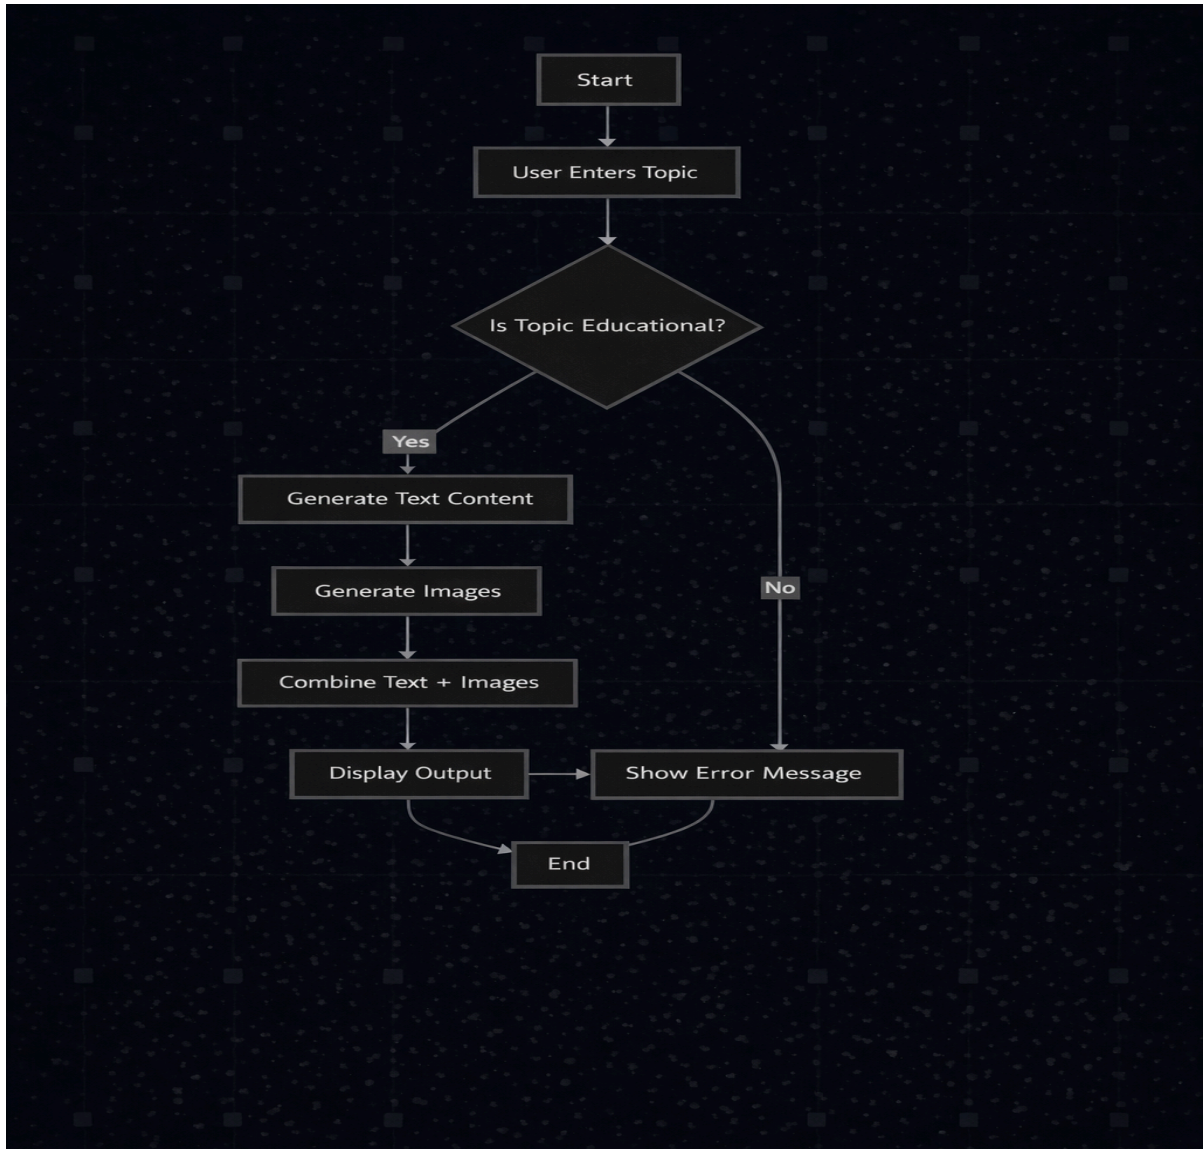 Start
User Enters Topic
Is Topic Educational?
Yes
Generate Text Content
Generate Images
No
Combine Text + Images
Display Output
Show Error Message
End